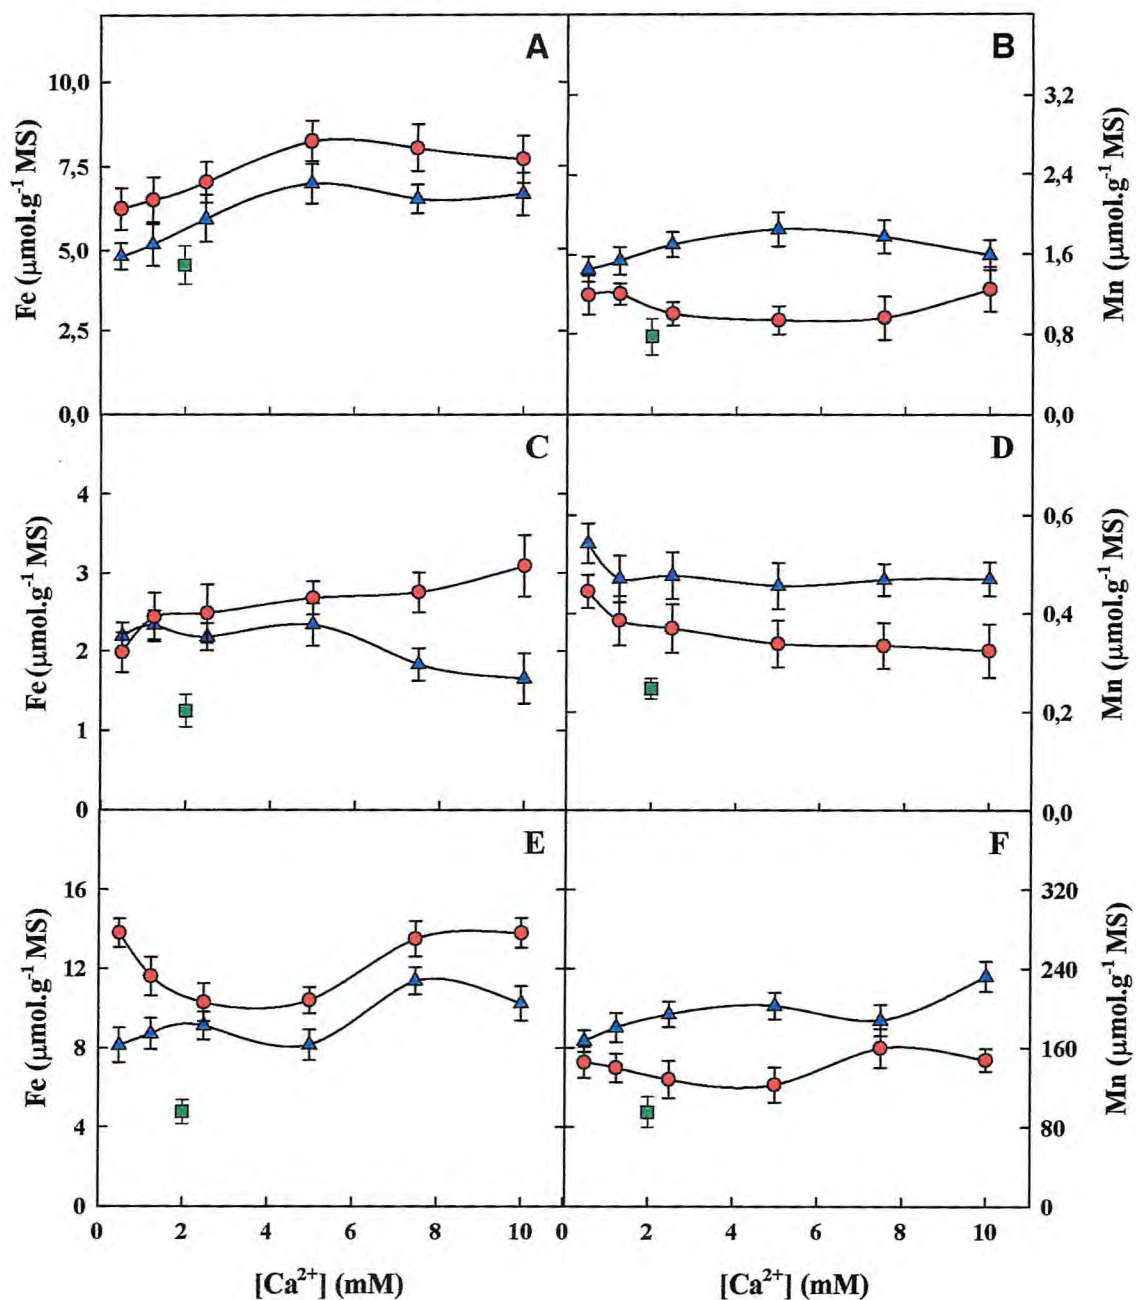 A
B
10,0
7,5
5,0
2,5
0,0
Fe (µmol.g⁻¹ MS)
3,2
2,4
1,6
0,8
0,0
Mn (µmol.g⁻¹ MS)
C
D
4
3
2
1
0
Fe (µmol.g⁻¹ MS)
0,6
0,4
0,2
0,0
Mn (µmol.g⁻¹ MS)
E
F
16
12
8
4
0
Fe (µmol.g⁻¹ MS)
320
240
160
80
0
Mn (µmol.g⁻¹ MS)
0 2 4 6 8 10
0 2 4 6 8 10
[Ca²⁺] (mM)
[Ca²⁺] (mM)